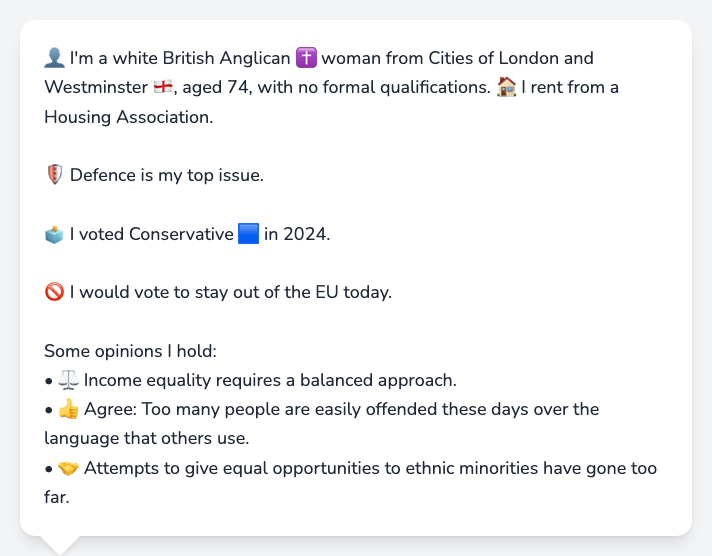 👤 I'm a white British Anglican ✝️ woman from Cities of London and
Westminster 🏴󠁧󠁢󠁥󠁮󠁧󠁿, aged 74, with no formal qualifications. 🏠 I rent from a
Housing Association.
🛡️ Defence is my top issue.
🗳️ I voted Conservative 🟦 in 2024.
🚫 I would vote to stay out of the EU today.
Some opinions I hold:
• ⚖️ Income equality requires a balanced approach.
• 👍 Agree: Too many people are easily offended these days over the
language that others use.
• 🤝 Attempts to give equal opportunities to ethnic minorities have gone too
far.